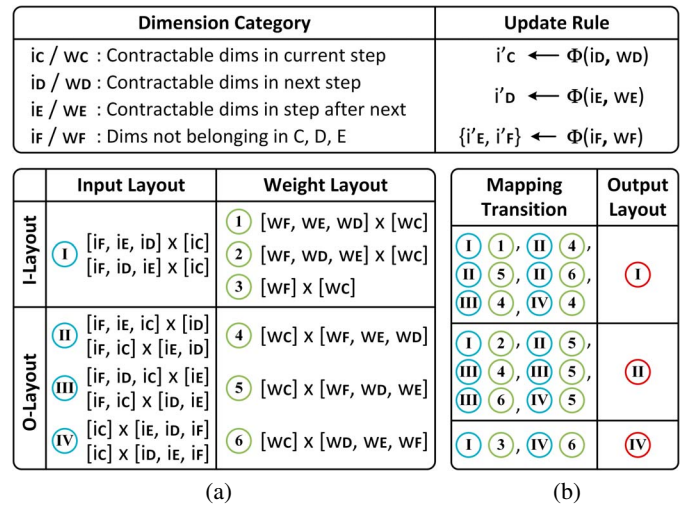 Dimension Category Update Rule
iC / wC : Contractable dims in current step i'C ← Φ(iD, wD)
iD / wD : Contractable dims in next step
i'D ← Φ(iE, wE)
iE / wE : Contractable dims in step after next
iF / wF : Dims not belonging in C, D, E {i'E, i'F} ← Φ(iF, wF)
Input Layout Weight Layout
I-Layout
I [iF, iE, iD] X [iC]
[iF, iD, iE] X [iC]
1 [wF, wE, wD] X [wC]
2 [wF, wD, wE] X [wC]
3 [wF] X [wC]
O-Layout
II [iF, iE, iC] X [iD]
[iF, iC] X [iE, iD]
III [iF, iD, iC] X [iE]
[iF, iC] X [iD, iE]
IV [iC] X [iE, iD, iF]
[iC] X [iD, iE, iF]
4 [wC] X [wF, wE, wD]
5 [wC] X [wF, wD, wE]
6 [wC] X [wD, wE, wF]
(a)
Mapping Output
Transition Layout
I 1, II 4,
II 5, II 6, I
III 4, IV 4
I 2, II 5,
III 4, III 5, II
III 6, IV 5
I 3, IV 6 IV
(b)